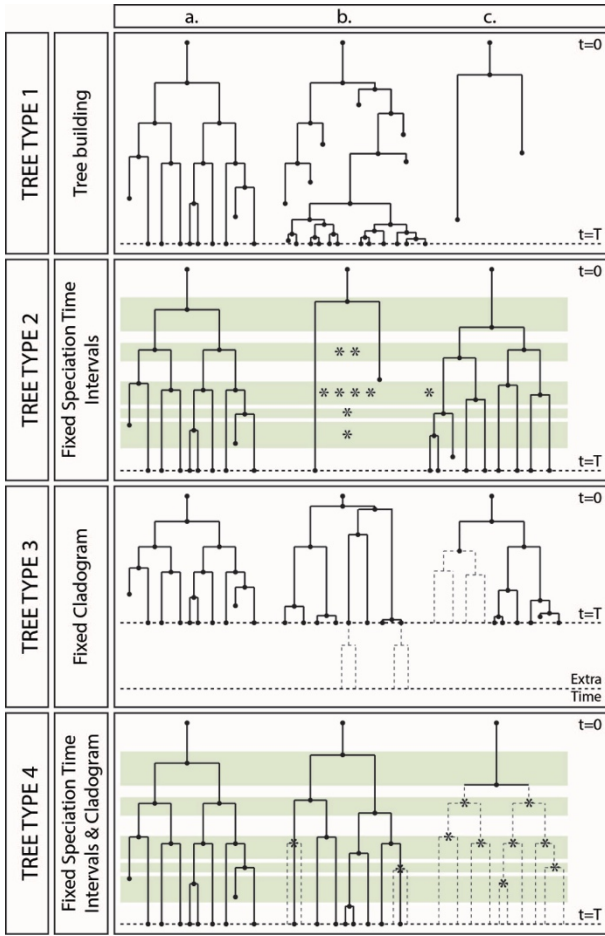 a. b. c.
TREE TYPE 1
Tree building
t=0
t=T
TREE TYPE 2
Fixed Speciation Time
Intervals
t=0
* *
* * * * *
*
*
t=T
TREE TYPE 3
Fixed Cladogram
t=0
t=T
Extra
Time
TREE TYPE 4
Fixed Speciation Time
Intervals & Cladogram
t=0
* *
* * * * *
* *
*
t=T